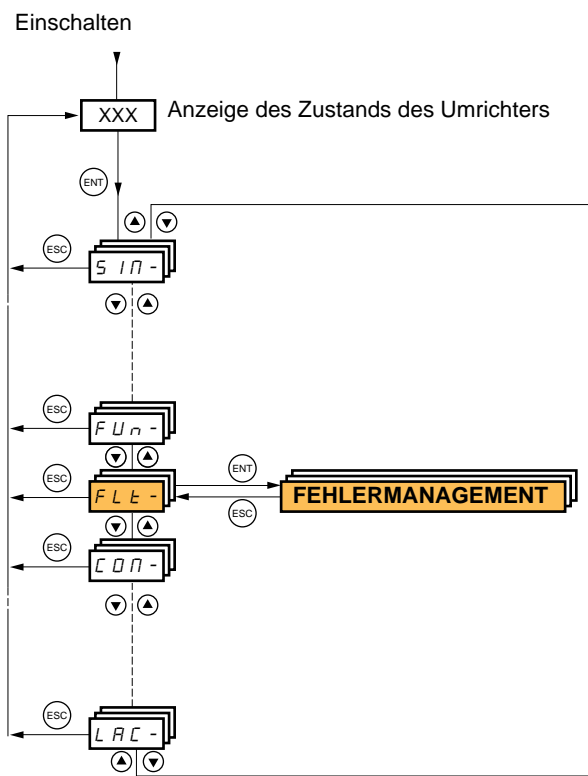 Einschalten
XXX
Anzeige des Zustands des Umrichters
ENT
ESC
SIM-
ESC
FUn-
ESC
FLt-
ENT
ESC
FEHLERMANAGEMENT
ESC
COM-
ESC
LAC-